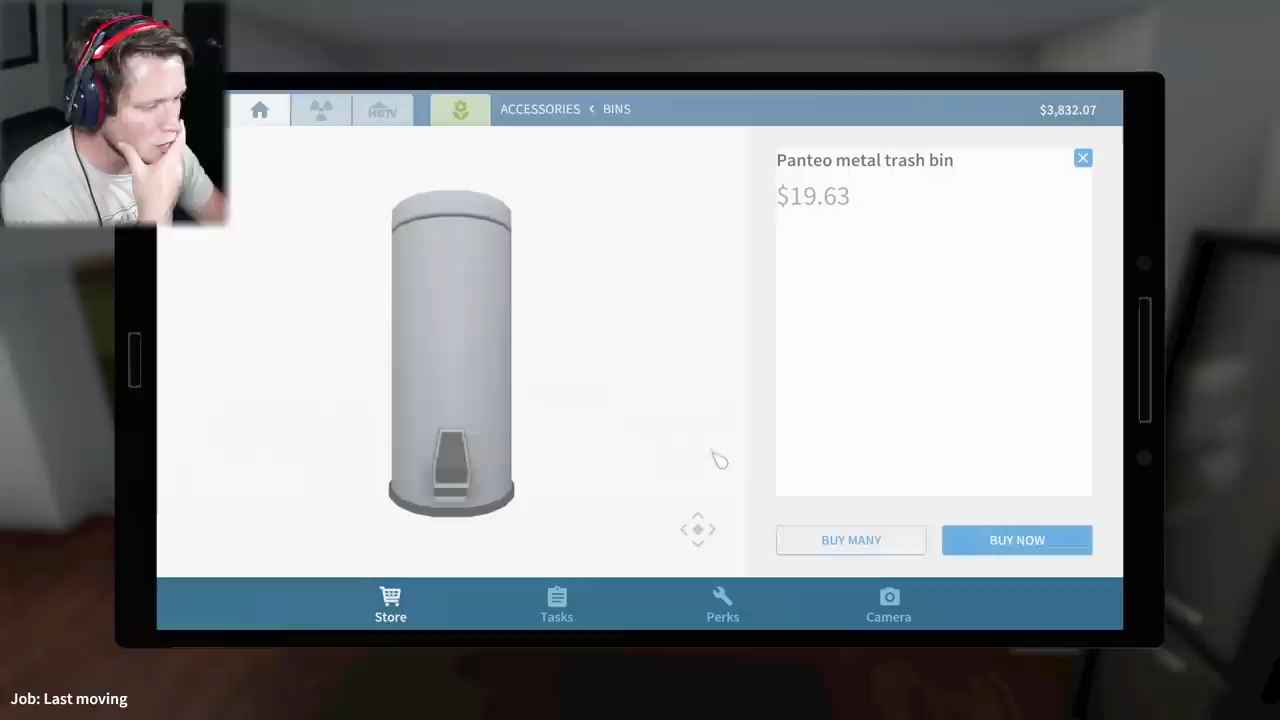 HGTV
ACCESSORIES < BINS
$3,832.07
Panteo metal trash bin
$19.63
BUY MANY
BUY NOW
Store
Tasks
Perks
Camera
Job: Last moving